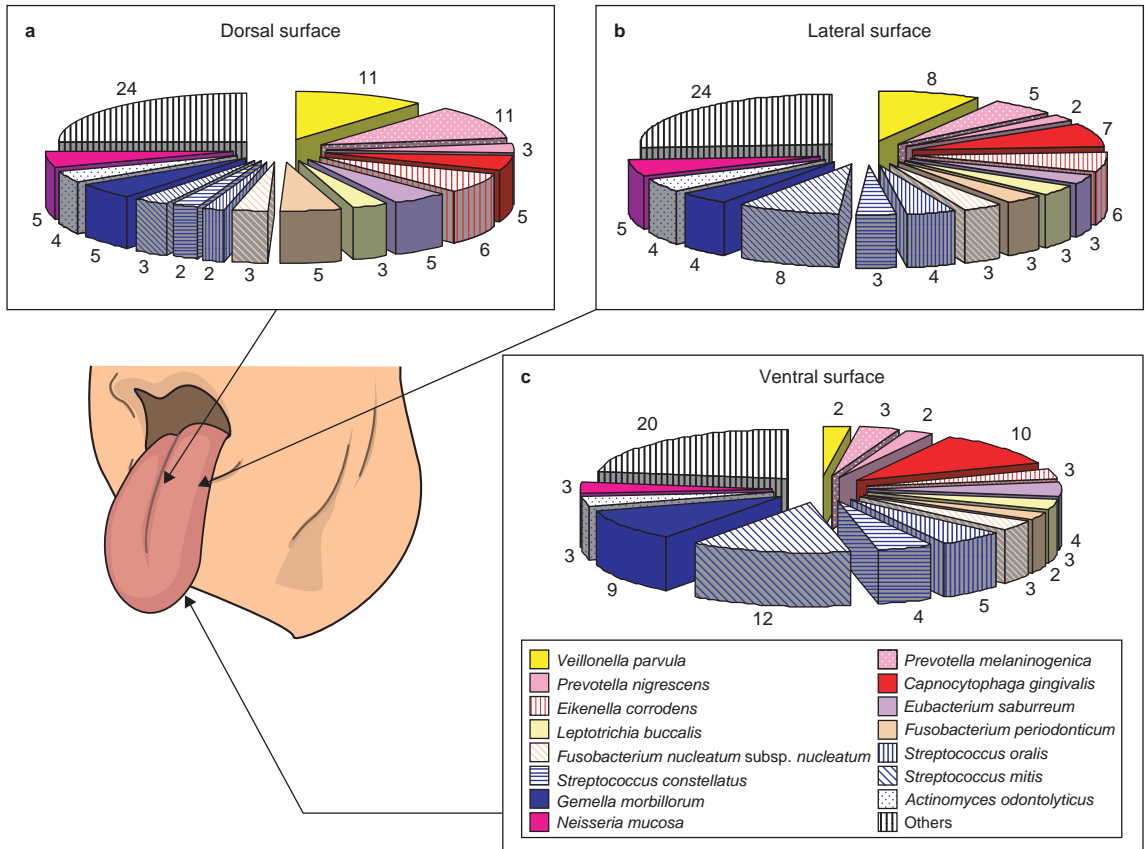 a Dorsal surface
24
11
11
3
5
6
5
3
5
3
2
2
3
5
4
5
b Lateral surface
24
8
5
2
7
6
3
3
3
3
4
3
8
4
4
5
c Ventral surface
20
2
3
2
10
3
4
3
2
3
5
4
12
9
3
3
Veillonella parvula
Prevotella nigrescens
Eikenella corrodens
Leptotrichia buccalis
Fusobacterium nucleatum subsp. nucleatum
Streptococcus constellatus
Gemella morbillorum
Neisseria mucosa
Prevotella melaninogenica
Capnocytophaga gingivalis
Eubacterium saburreum
Fusobacterium periodonticum
Streptococcus oralis
Streptococcus mitis
Actinomyces odontolyticus
Others